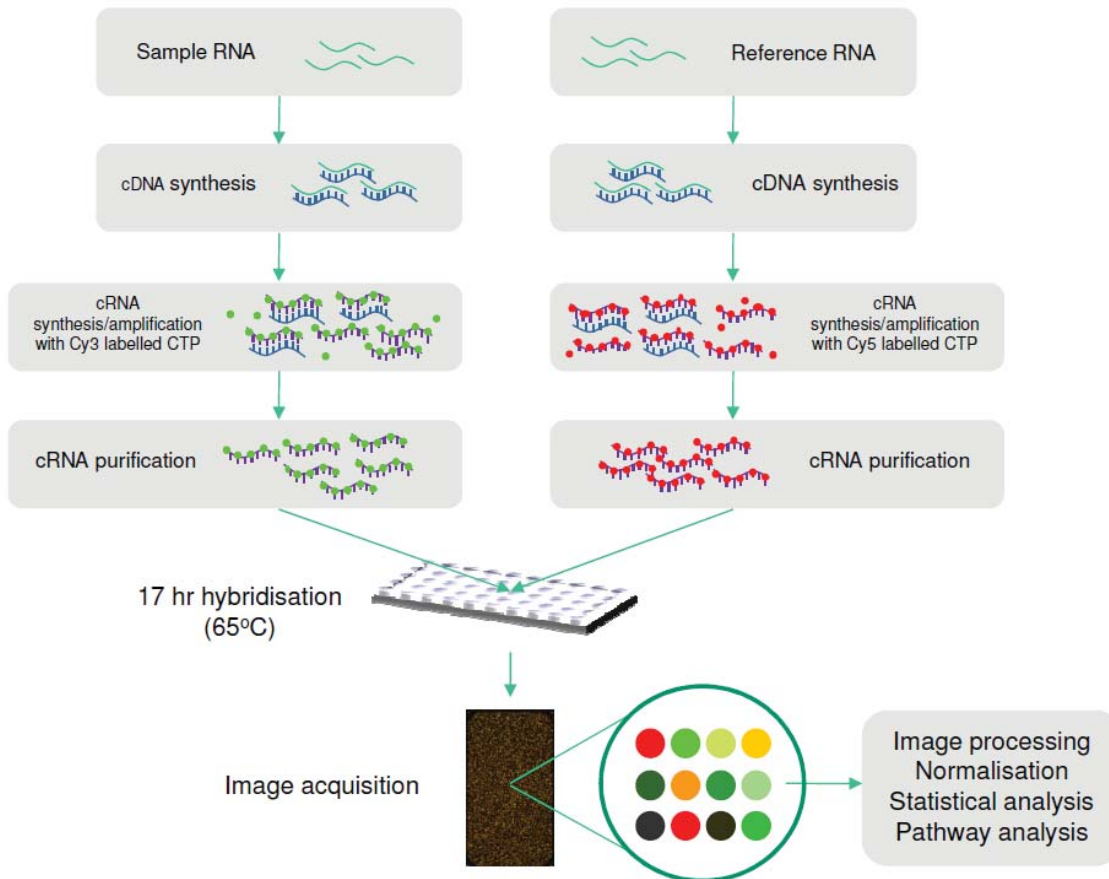 Sample RNA
Reference RNA
cDNA synthesis
cDNA synthesis
cRNA
synthesis/amplification
with Cy3 labelled CTP
cRNA
synthesis/amplification
with Cy5 labelled CTP
cRNA purification
cRNA purification
17 hr hybridisation
(65ºC)
Image acquisition
Image processing
Normalisation
Statistical analysis
Pathway analysis